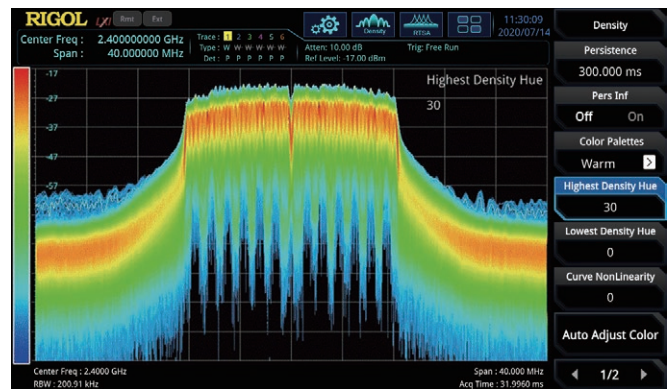 RIGOL LXI Rmt Ext
11:30:09
2020/07/14
Center Freq : 2.400000000 GHz
Span : 40.000000 MHz
Trace : 1 2 3 4 5 6
Type : W W W W W W
Det : P P P P P P
Density
RTSA
Atten: 10.00 dB
Ref Level: -17.00 dBm
Trig: Free Run
-17
-27
-37
-47
-57
Highest Density Hue
30
Center Freq : 2.4000 GHz
RBW : 200.91 kHz
Span : 40.000 MHz
Acq Time : 31.9960 ms
Density
Persistence
300.000 ms
Pers Inf
Off On
Color Palettes
Warm
Highest Density Hue
30
Lowest Density Hue
0
Curve NonLinearity
0
Auto Adjust Color
1/2